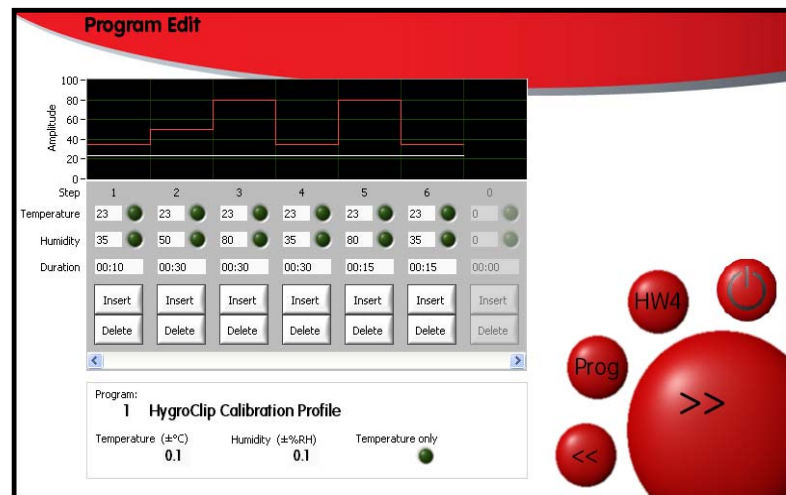 Program Edit
100
80
60
40
20
0
Amplitude
Step 1 2 3 4 5 6 0
Temperature 23 23 23 23 23 23 0
Humidity 35 50 80 35 80 35 0
Duration 00:10 00:30 00:30 00:30 00:15 00:15 00:00
Insert Insert Insert Insert Insert Insert Insert
Delete Delete Delete Delete Delete Delete Delete
Program:
1 HygroClip Calibration Profile
Temperature (±°C) Humidity (±%RH) Temperature only
0.1 0.1
HW4
Prog
>>
<<